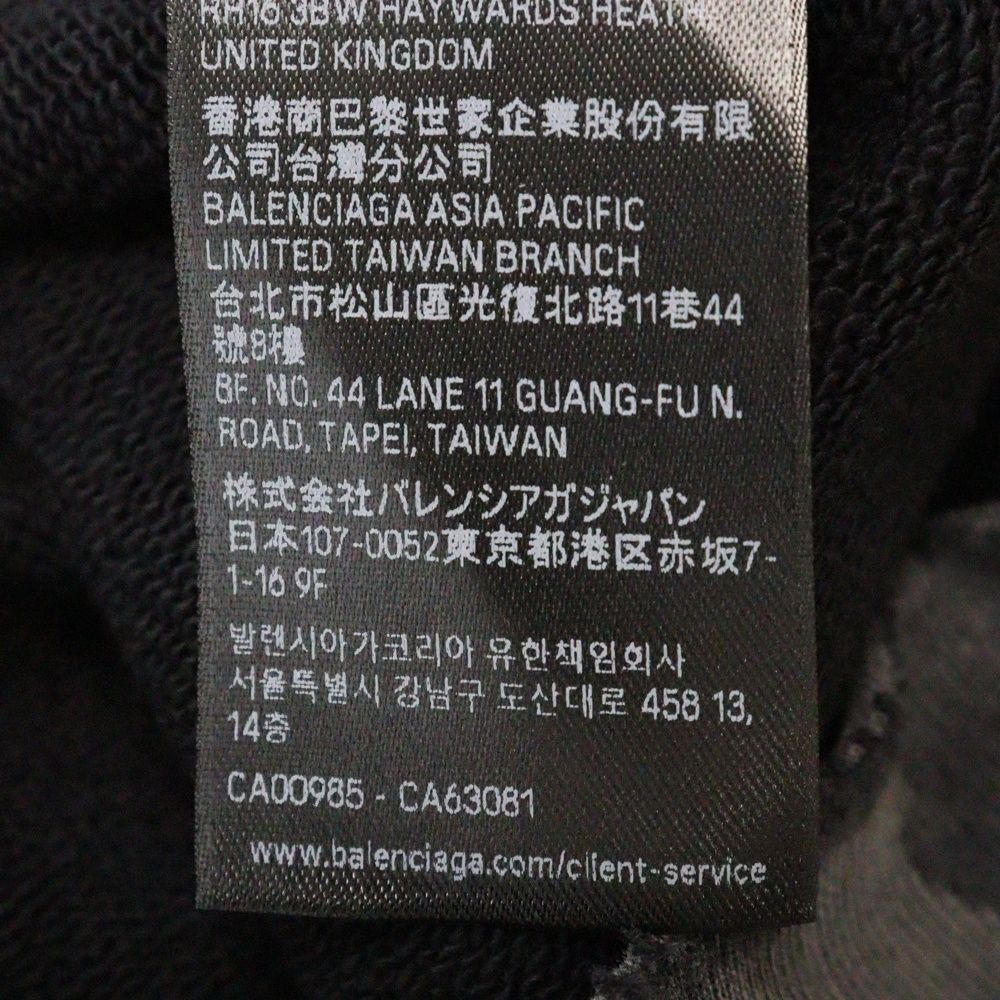 RH16 3BW HAYWARDS HEATH,
UNITED KINGDOM
香港商巴黎世家企業股份有限
公司台灣分公司
BALENCIAGA ASIA PACIFIC
LIMITED TAIWAN BRANCH
台北市松山區光復北路11巷44
號8樓
8F, NO. 44 LANE 11 GUANG-FU N.
ROAD, TAPEI, TAIWAN
株式会社バレンシアガジャパン
日本107-0052東京都港区赤坂7-
1-16 9F
발렌시아가코리아 유한책임회사
서울특별시 강남구 도산대로 458 13,
14층
CA00985 - CA63081
www.balenciaga.com/client-service